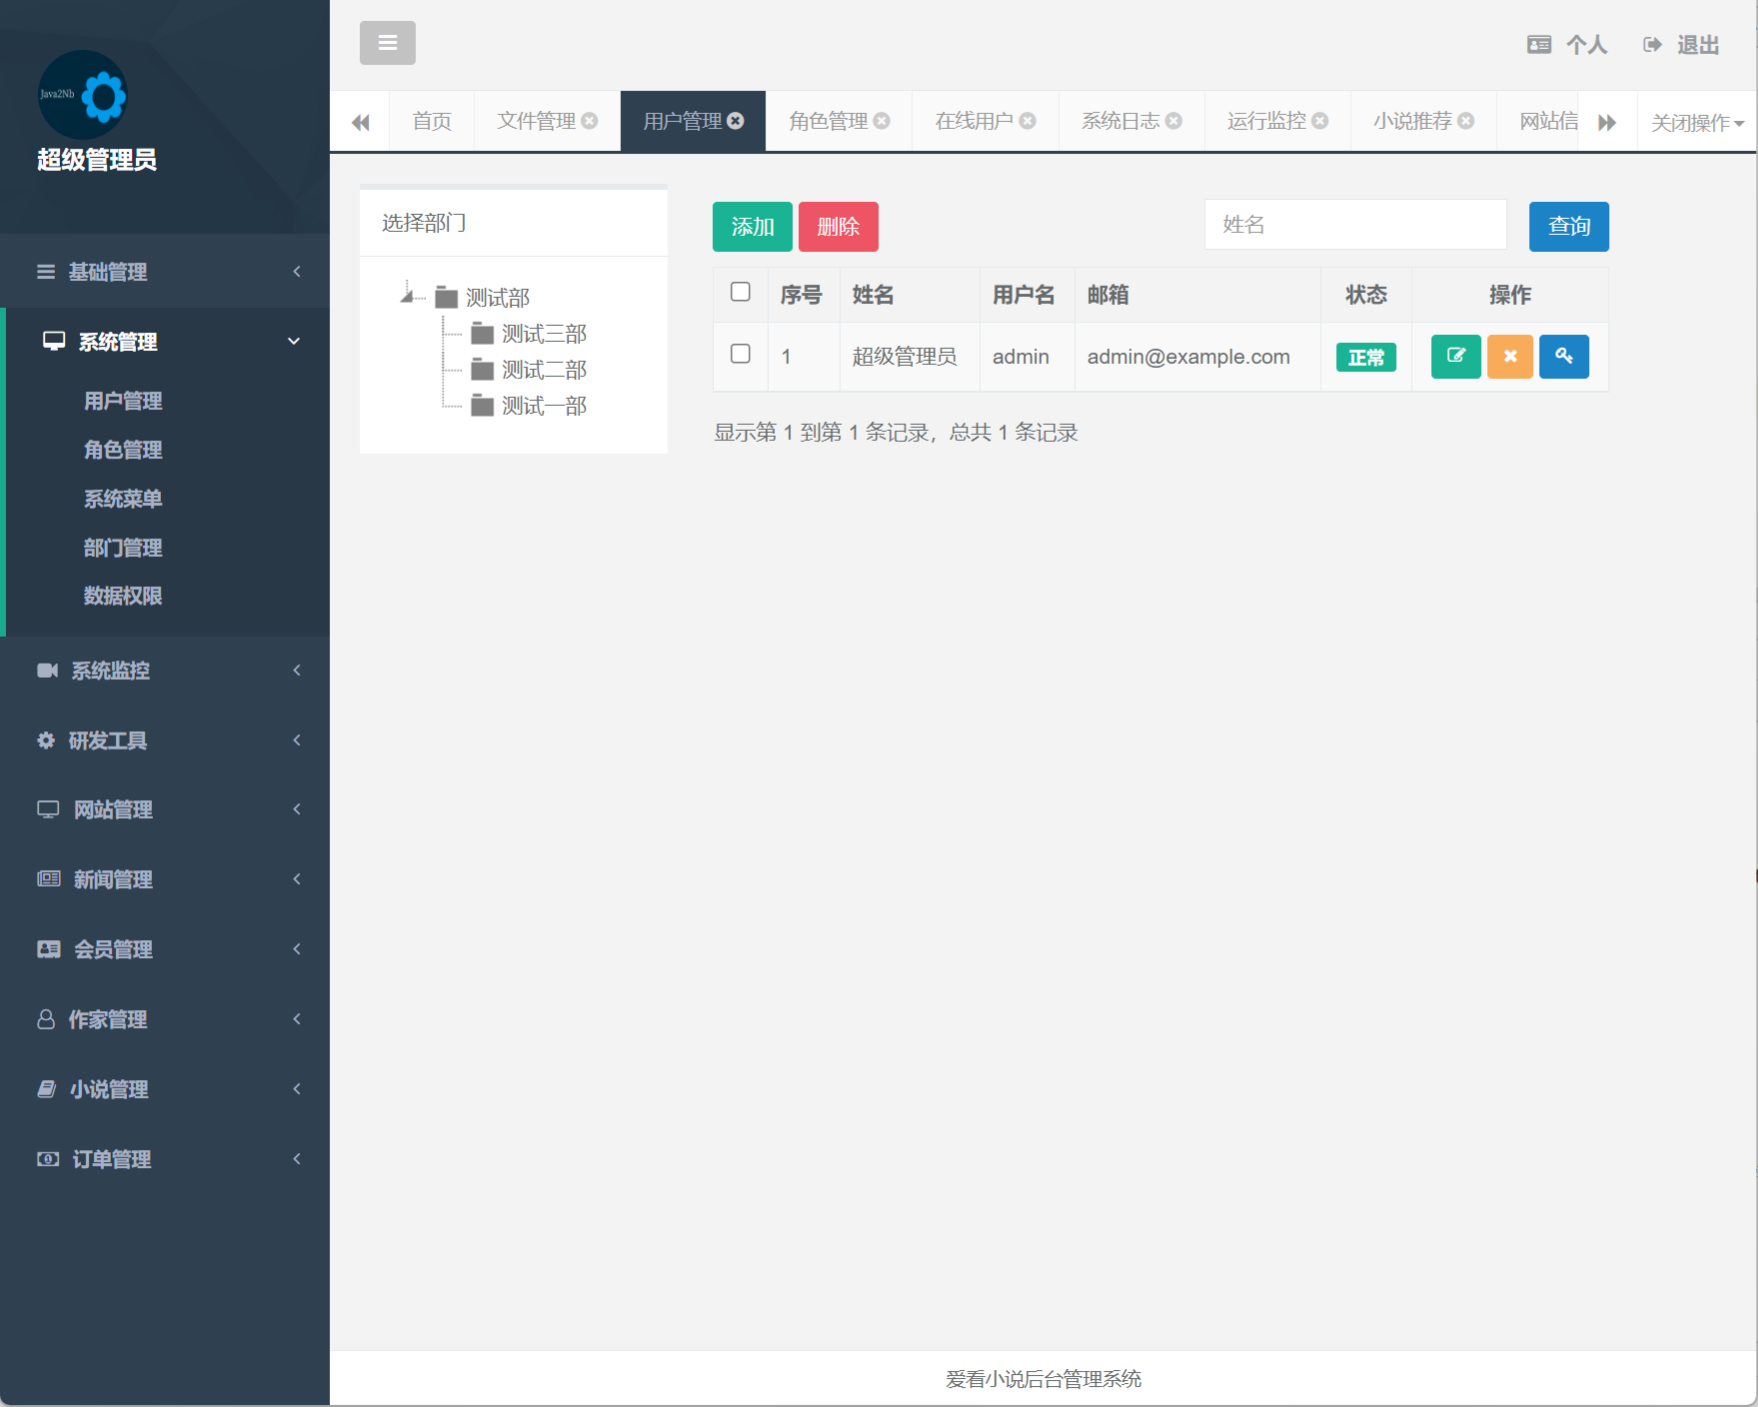 Java2Nb
超级管理员
基础管理
系统管理
用户管理
角色管理
系统菜单
部门管理
数据权限
系统监控
研发工具
网站管理
新闻管理
会员管理
作家管理
小说管理
订单管理
个人 退出
首页 文件管理 用户管理 角色管理 在线用户 系统日志 运行监控 小说推荐 网站信 关闭操作
选择部门
测试部
测试三部
测试二部
测试一部
添加 删除 姓名 查询
序号 姓名 用户名 邮箱 状态 操作
1 超级管理员 admin admin@example.com 正常
显示第 1 到第 1 条记录，总共 1 条记录
爱看小说后台管理系统